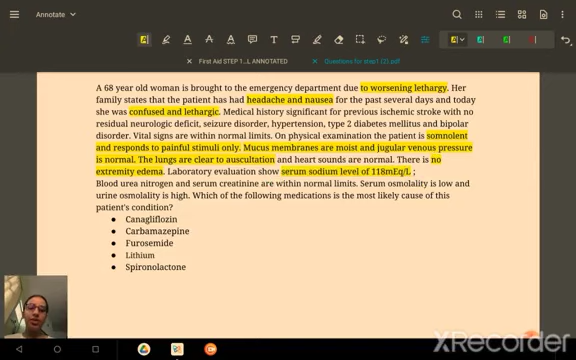 Annotate
First Aid STEP 1...L ANNOTATED
Questions for step1 (2).pdf
A 68 year old woman is brought to the emergency department due to worsening lethargy. Her
family states that the patient has had headache and nausea for the past several days and today
she was confused and lethargic. Medical history significant for previous ischemic stroke with no
residual neurologic deficit, seizure disorder, hypertension, type 2 diabetes mellitus and bipolar
disorder. Vital signs are within normal limits. On physical examination the patient is somnolent
and responds to painful stimuli only. Mucus membranes are moist and jugular venous pressure
is normal. The lungs are clear to auscultation and heart sounds are normal. There is no
extremity edema. Laboratory evaluation show serum sodium level of 118mEq/L ;
Blood urea nitrogen and serum creatinine are within normal limits. Serum osmolality is low and
urine osmolality is high. Which of the following medications is the most likely cause of this
patient's condition?
● Canagliflozin
● Carbamazepine
● Furosemide
● Lithium
● Spironolactone
XRECORDER